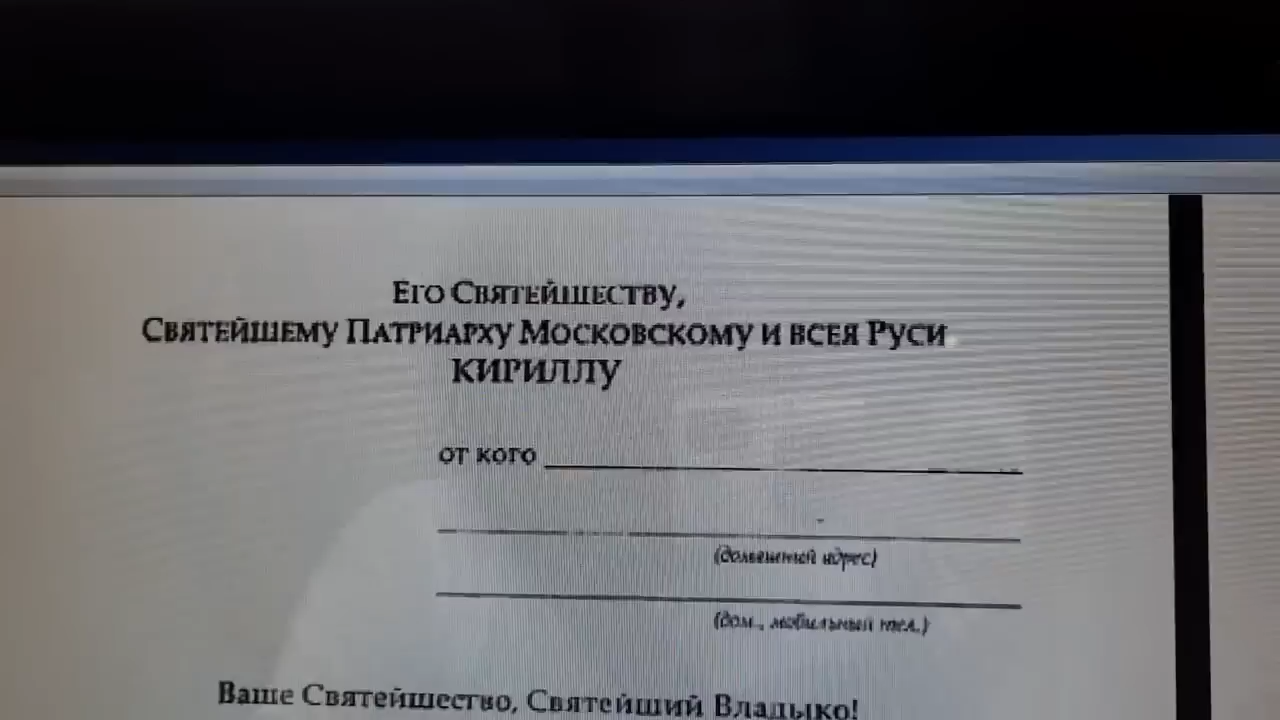 Его Святейшеству,
Святейшему Патриарху Московскому и всея Руси
КИРИЛЛУ
от кого
(домашний адрес)
(дом., мобильный тел.)
Ваше Святейшество, Святейший Владыко!